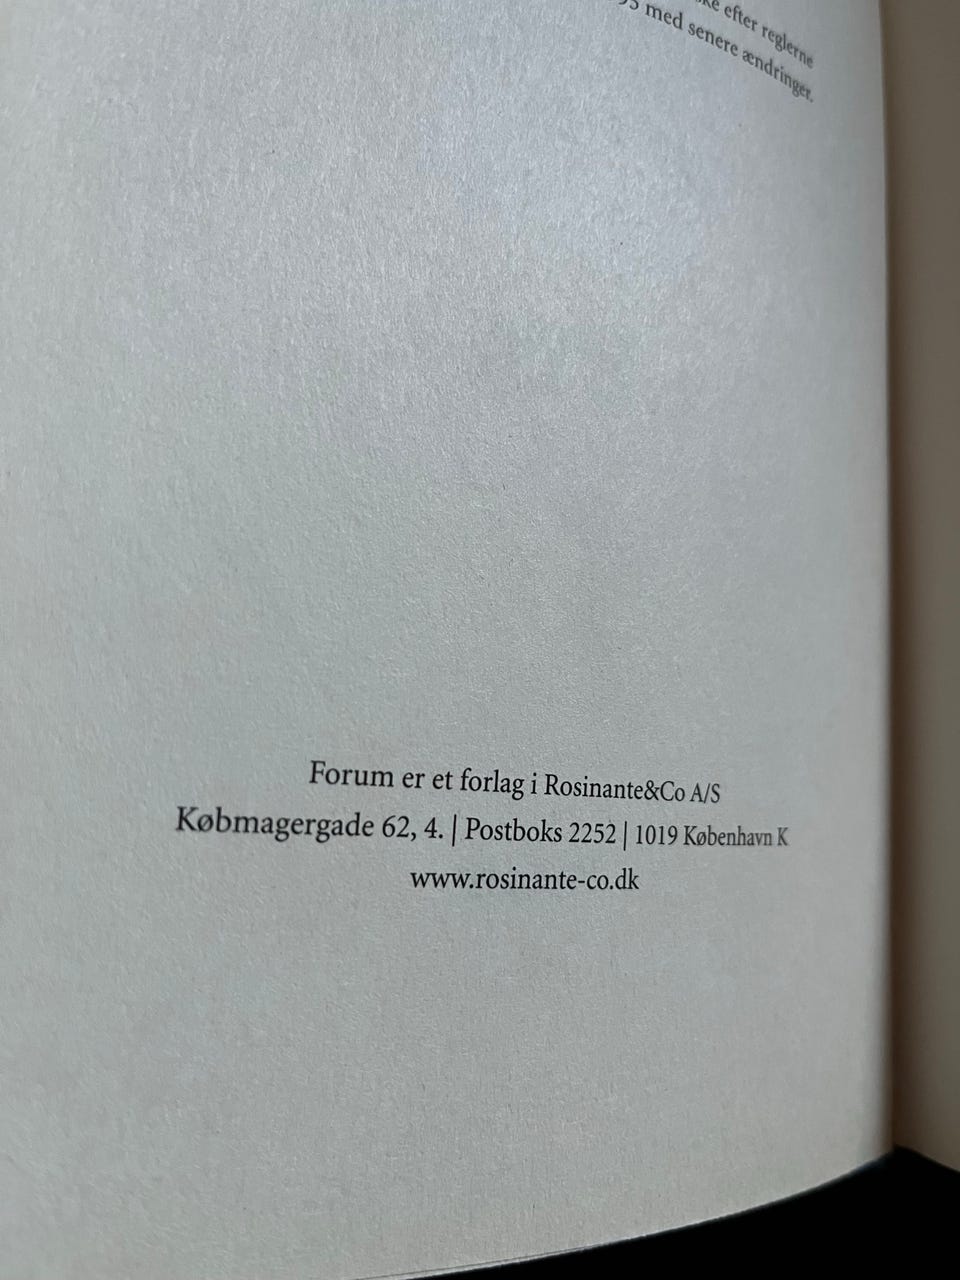 efter reglerne
med senere ændringer.
Forum er et forlag i Rosinante&Co A/S
Købmagergade 62, 4. | Postboks 2252 | 1019 København K
www.rosinante-co.dk